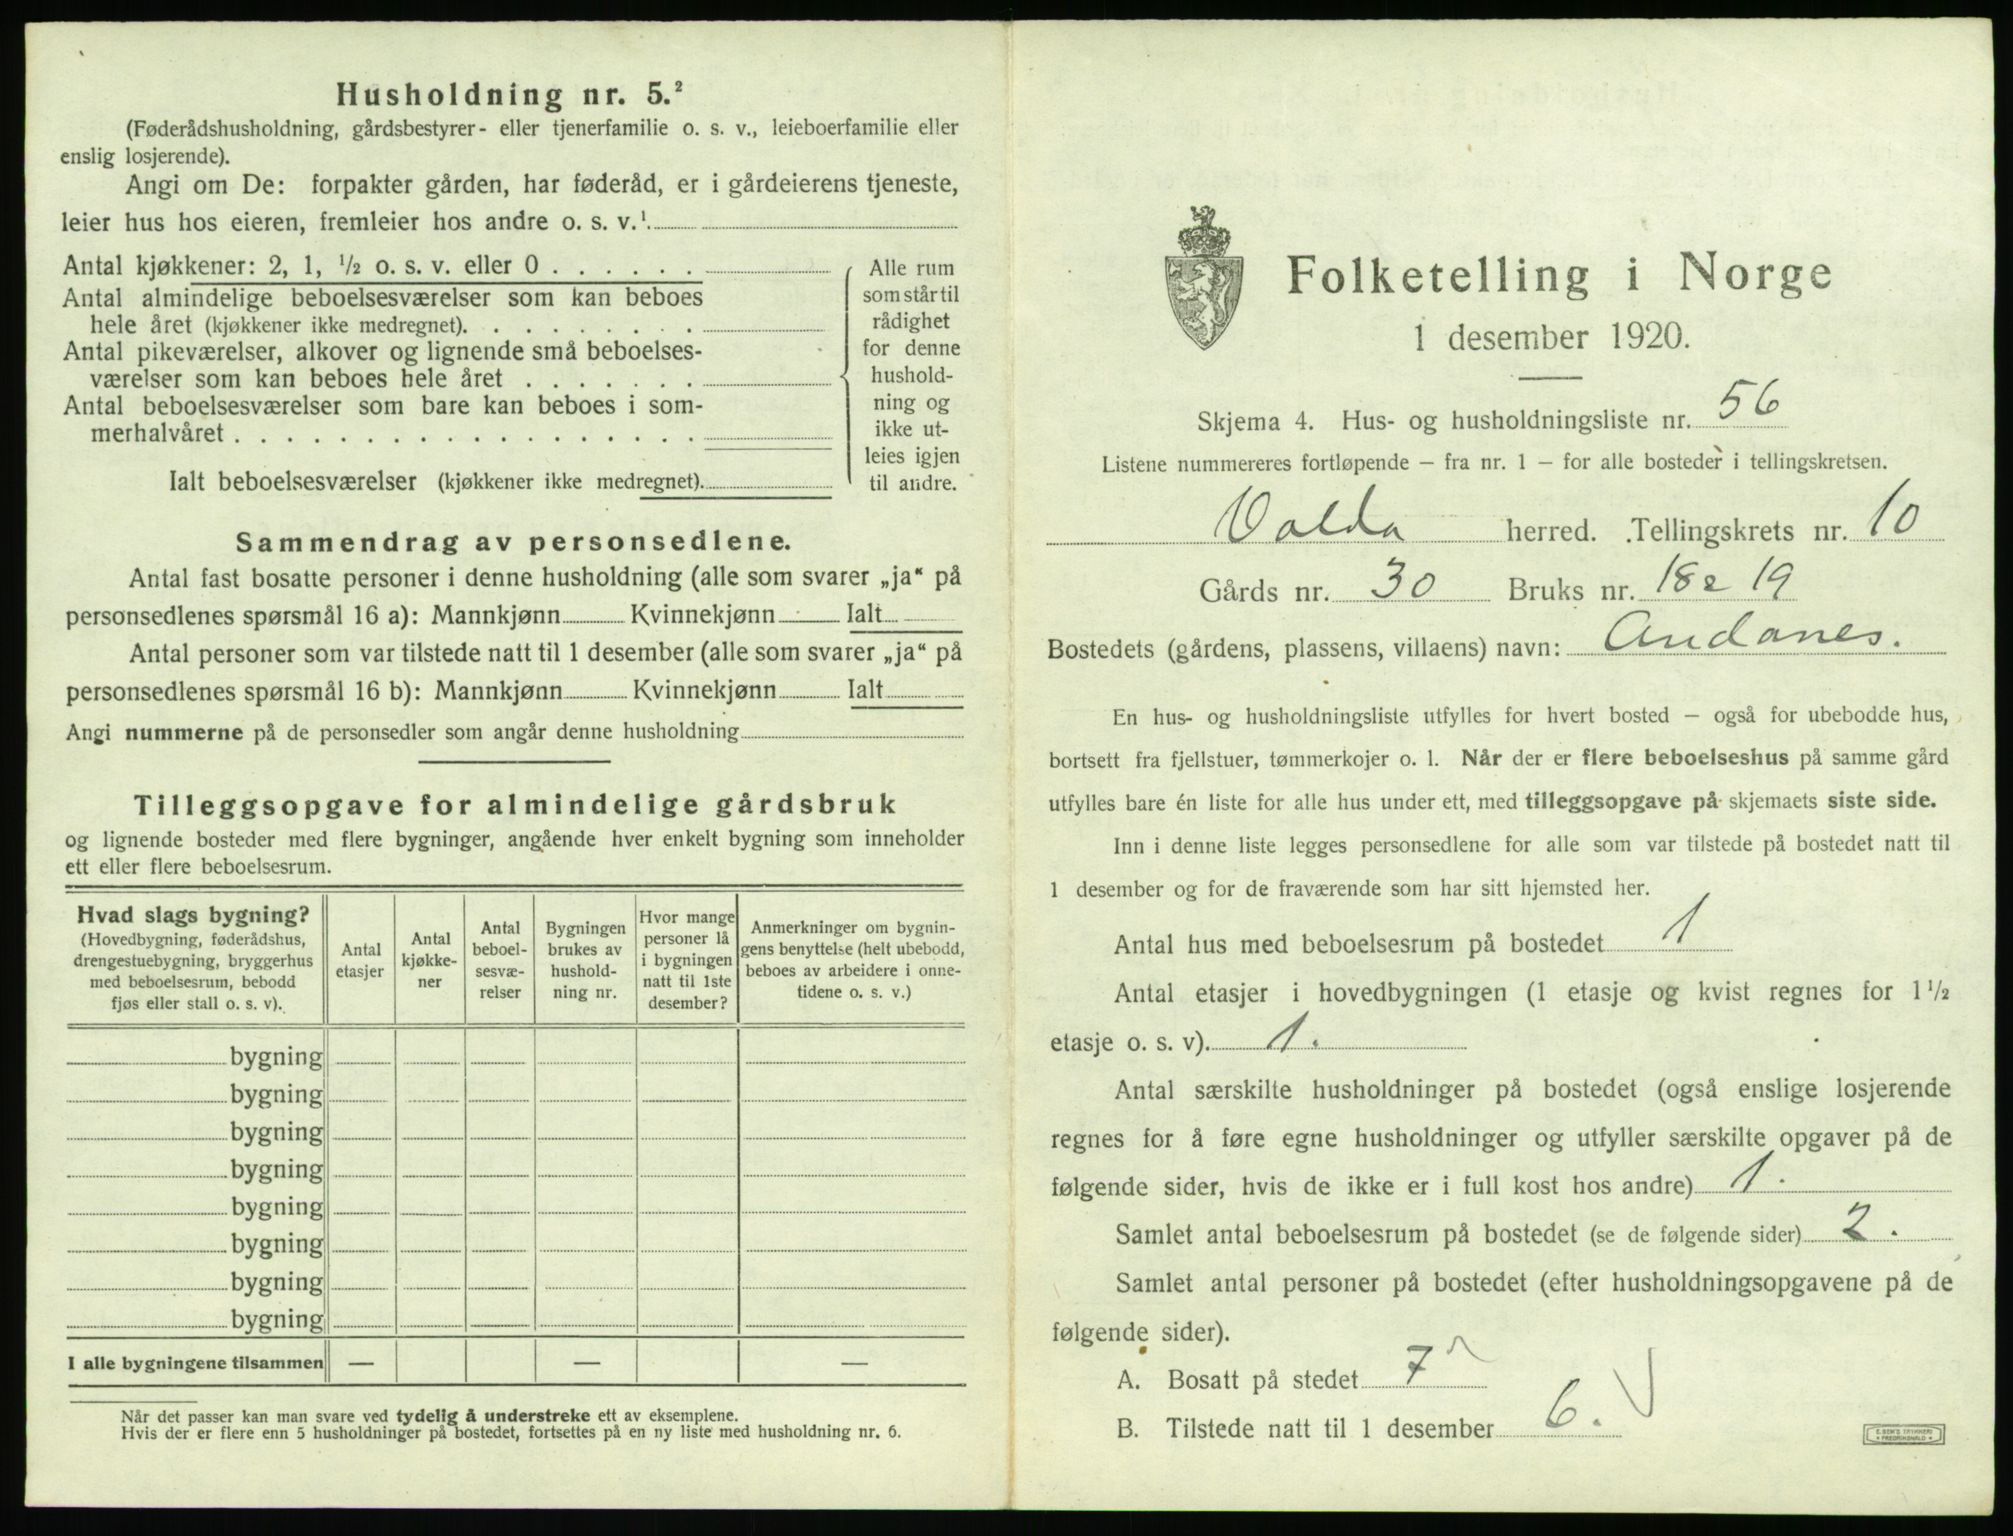 Husholdning nr. 5.²
(Føderådshusholdning, gårdsbestyrer- eller tjenerfamilie o. s. v., leieboerfamilie eller
enslig losjerende).
Angi om De: forpakter gården, har føderåd, er i gårdeierens tjeneste,
leier hus hos eieren, fremleier hos andre o. s. v.¹
Antal kjøkkener: 2, 1, ½ o. s. v. eller 0 . . . . . .
Antal almindelige beboelsesværelser som kan beboes
hele året (kjøkkener ikke medregnet). . . . . . . . .
Antal pikeværelser, alkover og lignende små beboelses-
værelser som kan beboes hele året . . . . . . .
Antal beboelsesværelser som bare kan beboes i som-
merhalvåret . . . . . . . . . . . . . . . . . .
Ialt beboelsesværelser (kjøkkener ikke medregnet).
Alle rum
som står til
rådighet
for denne
hushold-
ning og
ikke ut-
leies igjen
til andre.
Sammendrag av personsedlene.
Antal fast bosatte personer i denne husholdning (alle som svarer „ja“ på
personsedlenes spørsmål 16 a): Mannkjønn Kvinnekjønn Ialt
Antal personer som var tilstede natt til 1 desember (alle som svarer „ja“ på
personsedlenes spørsmål 16 b): Mannkjønn Kvinnekjønn Ialt
Angi nummerne på de personsedler som angår denne husholdning
Tilleggsopgave for almindelige gårdsbruk
og lignende bosteder med flere bygninger, angående hver enkelt bygning som inneholder
ett eller flere beboelsesrum.
Hvad slags bygning?
(Hovedbygning, føderådshus,
drengestuebygning, bryggerhus
med beboelsesrum, bebodd
fjøs eller stall o. s. v).
Antal
etasjer
Antal
kjøkke-
ner
Antal
beboel-
sesvæ-
relser
Bygningen
brukes av
hushold-
ning nr.
Hvor mange
personer lå
i bygningen
natt til 1ste
desember?
Anmerkninger om bygnin-
gens benyttelse (helt ubebodd,
beboes av arbeidere i onne-
tidene o. s. v.)
bygning
bygning
bygning
bygning
bygning
bygning
bygning
bygning
I alle bygningene tilsammen — — —
Når det passer kan man svare ved tydelig å understreke ett av eksemplene.
Hvis der er flere enn 5 husholdninger på bostedet, fortsettes på en ny liste med husholdning nr. 6.
Folketelling i Norge
1 desember 1920.
Skjema 4. Hus- og husholdningsliste nr. 56
Listene nummereres fortløpende — fra nr. 1 — for alle bosteder i tellingskretsen.
Volda herred. Tellingskrets nr. 10
Gårds nr. 30 Bruks nr. 18 & 19
Bostedets (gårdens, plassens, villaens) navn: Andanes.
En hus- og husholdningsliste utfylles for hvert bosted — også for ubebodde hus,
bortsett fra fjellstuer, tømmerkojer o. l. Når der er flere beboelseshus på samme gård
utfylles bare én liste for alle hus under ett, med tilleggsopgave på skjemaets siste side.
Inn i denne liste legges personsedlene for alle som var tilstede på bostedet natt til
1 desember og for de fraværende som har sitt hjemsted her.
Antal hus med beboelsesrum på bostedet 1
Antal etasjer i hovedbygningen (1 etasje og kvist regnes for 1½
etasje o. s. v). 1.
Antal særskilte husholdninger på bostedet (også enslige losjerende
regnes for å føre egne husholdninger og utfyller særskilte opgaver på de
følgende sider, hvis de ikke er i full kost hos andre) 1.
Samlet antal beboelsesrum på bostedet (se de følgende sider) 2.
Samlet antal personer på bostedet (efter husholdningsopgavene på de
følgende sider).
A. Bosatt på stedet 7
B. Tilstede natt til 1 desember 6.
E. SEM'S TRYKKERI
FREDRIKSHALD